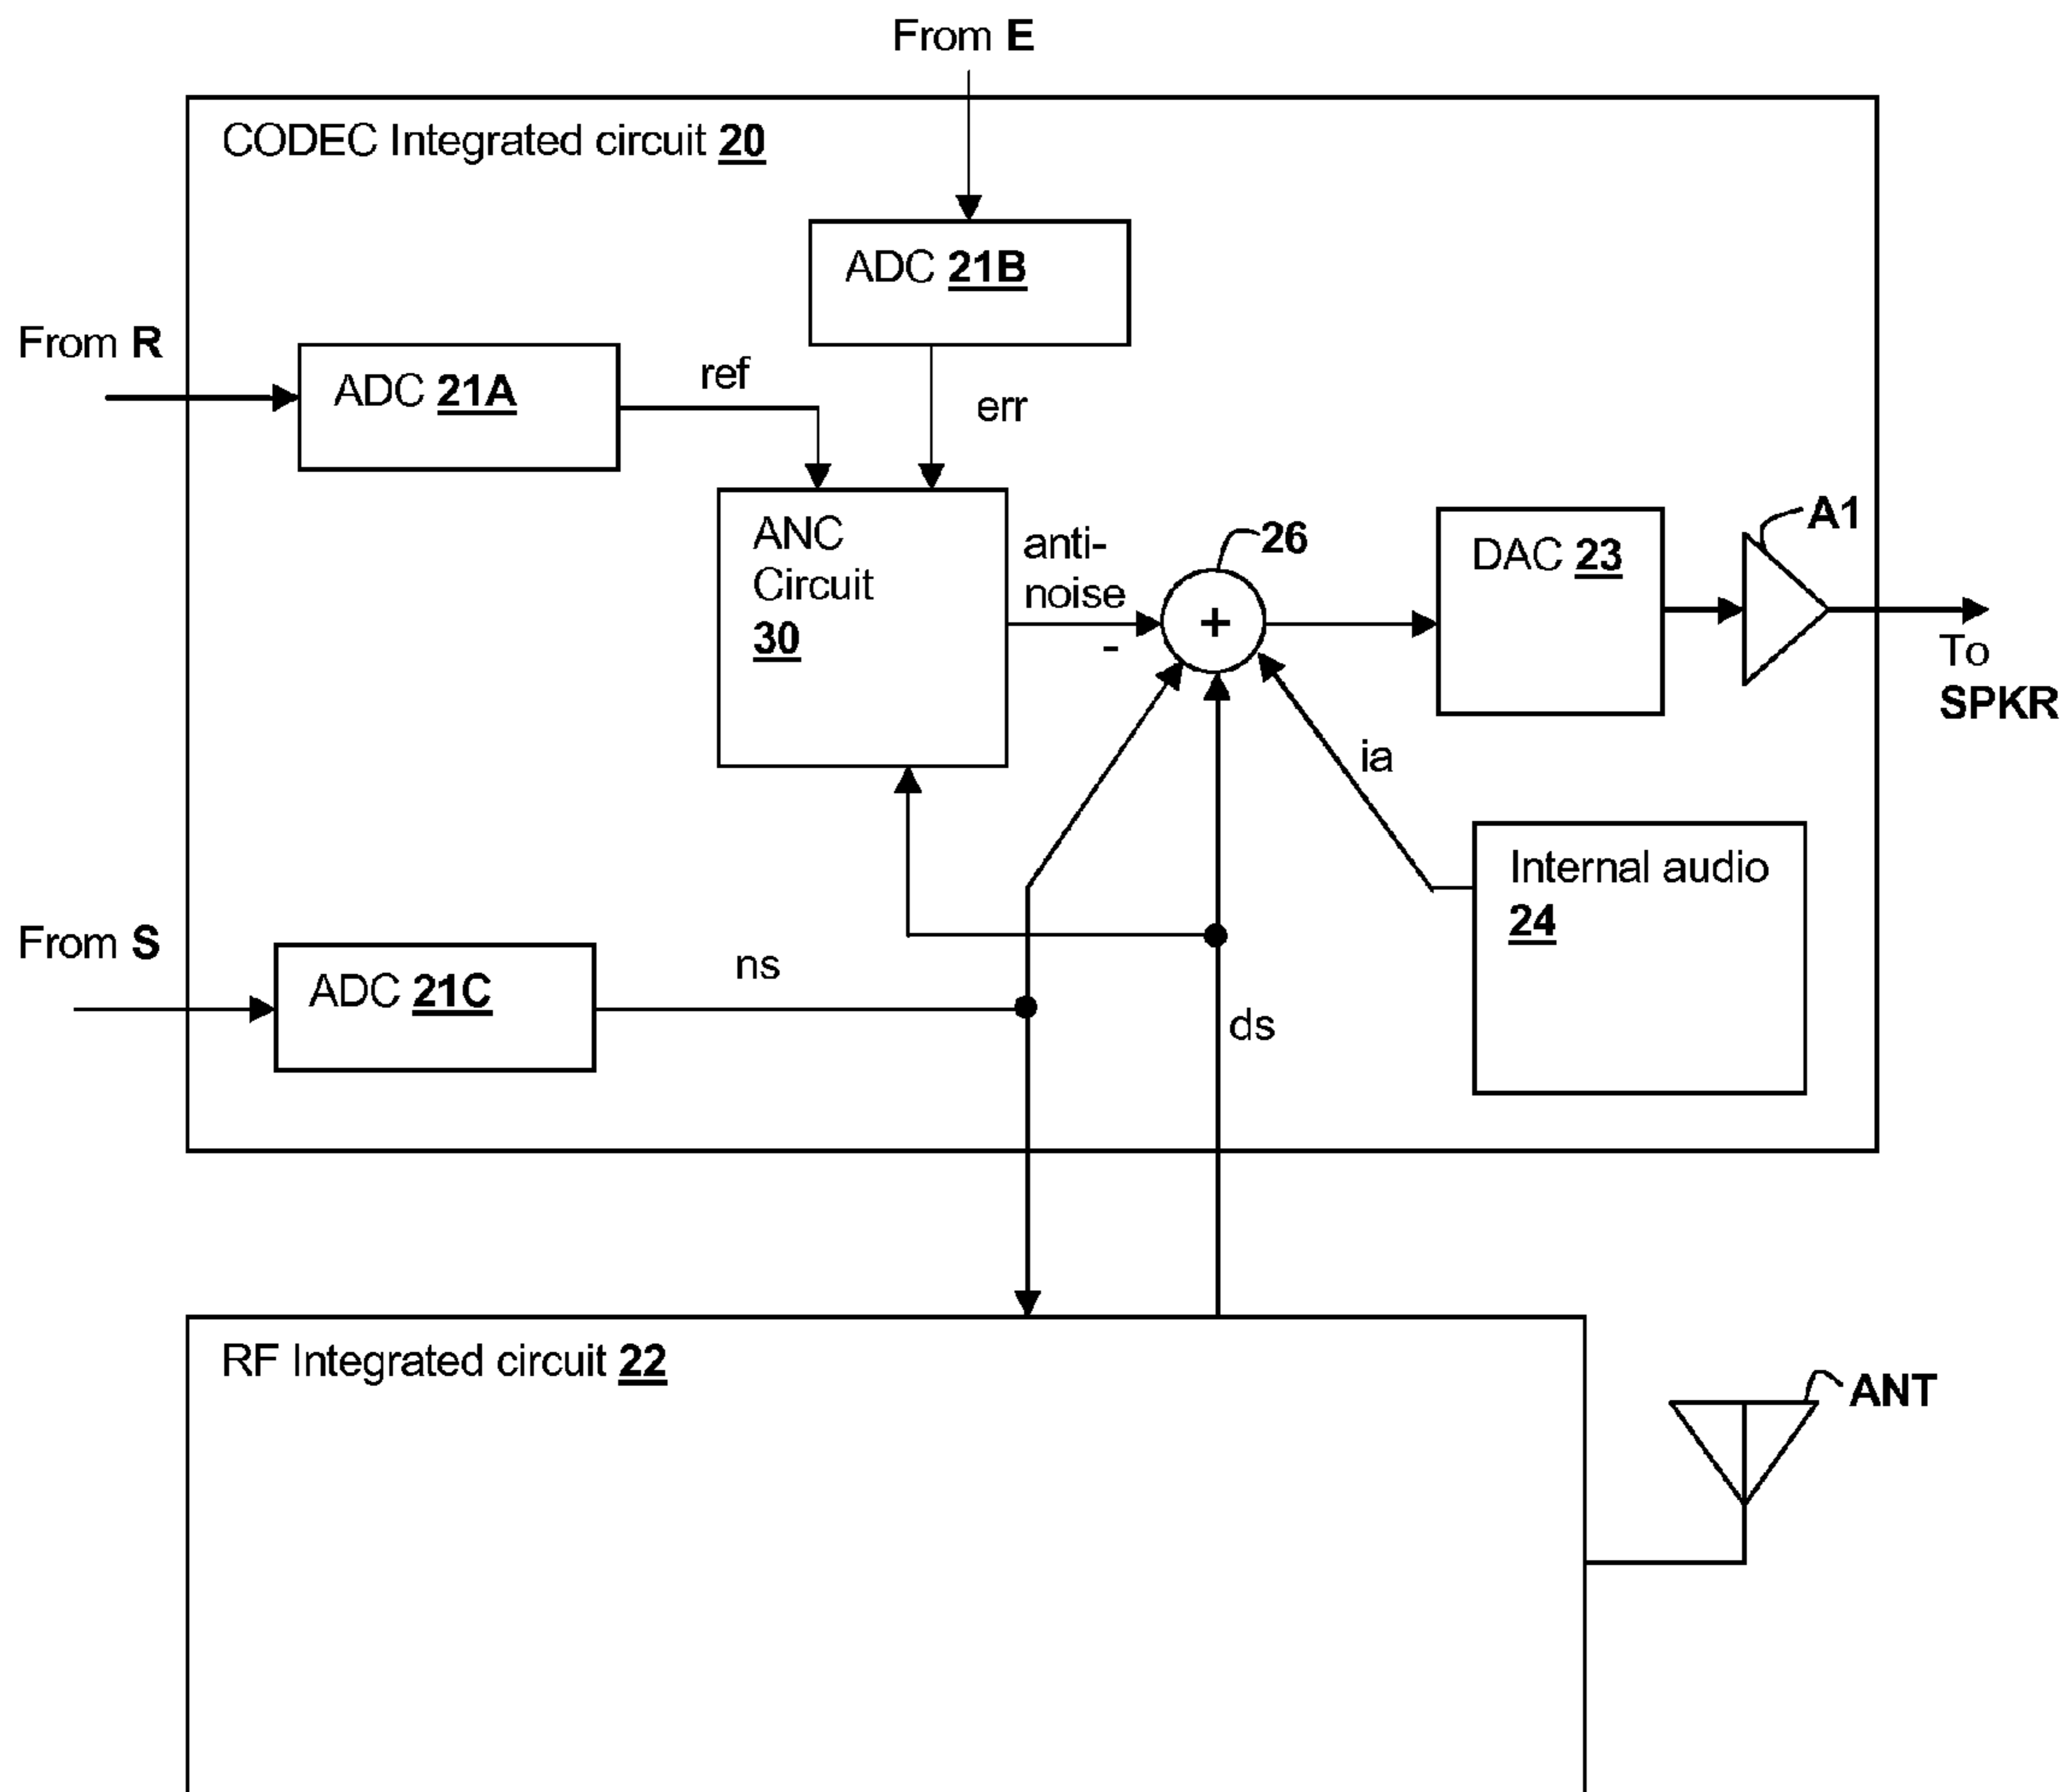 From E
CODEC Integrated circuit 20
ADC 21B
From R
ADC 21A
ref
err
ANC
Circuit
30
anti-
noise
-
26
+
DAC 23
A1
To
SPKR
ia
Internal audio
24
From S
ADC 21C
ns
ds
RF Integrated circuit 22
ANT